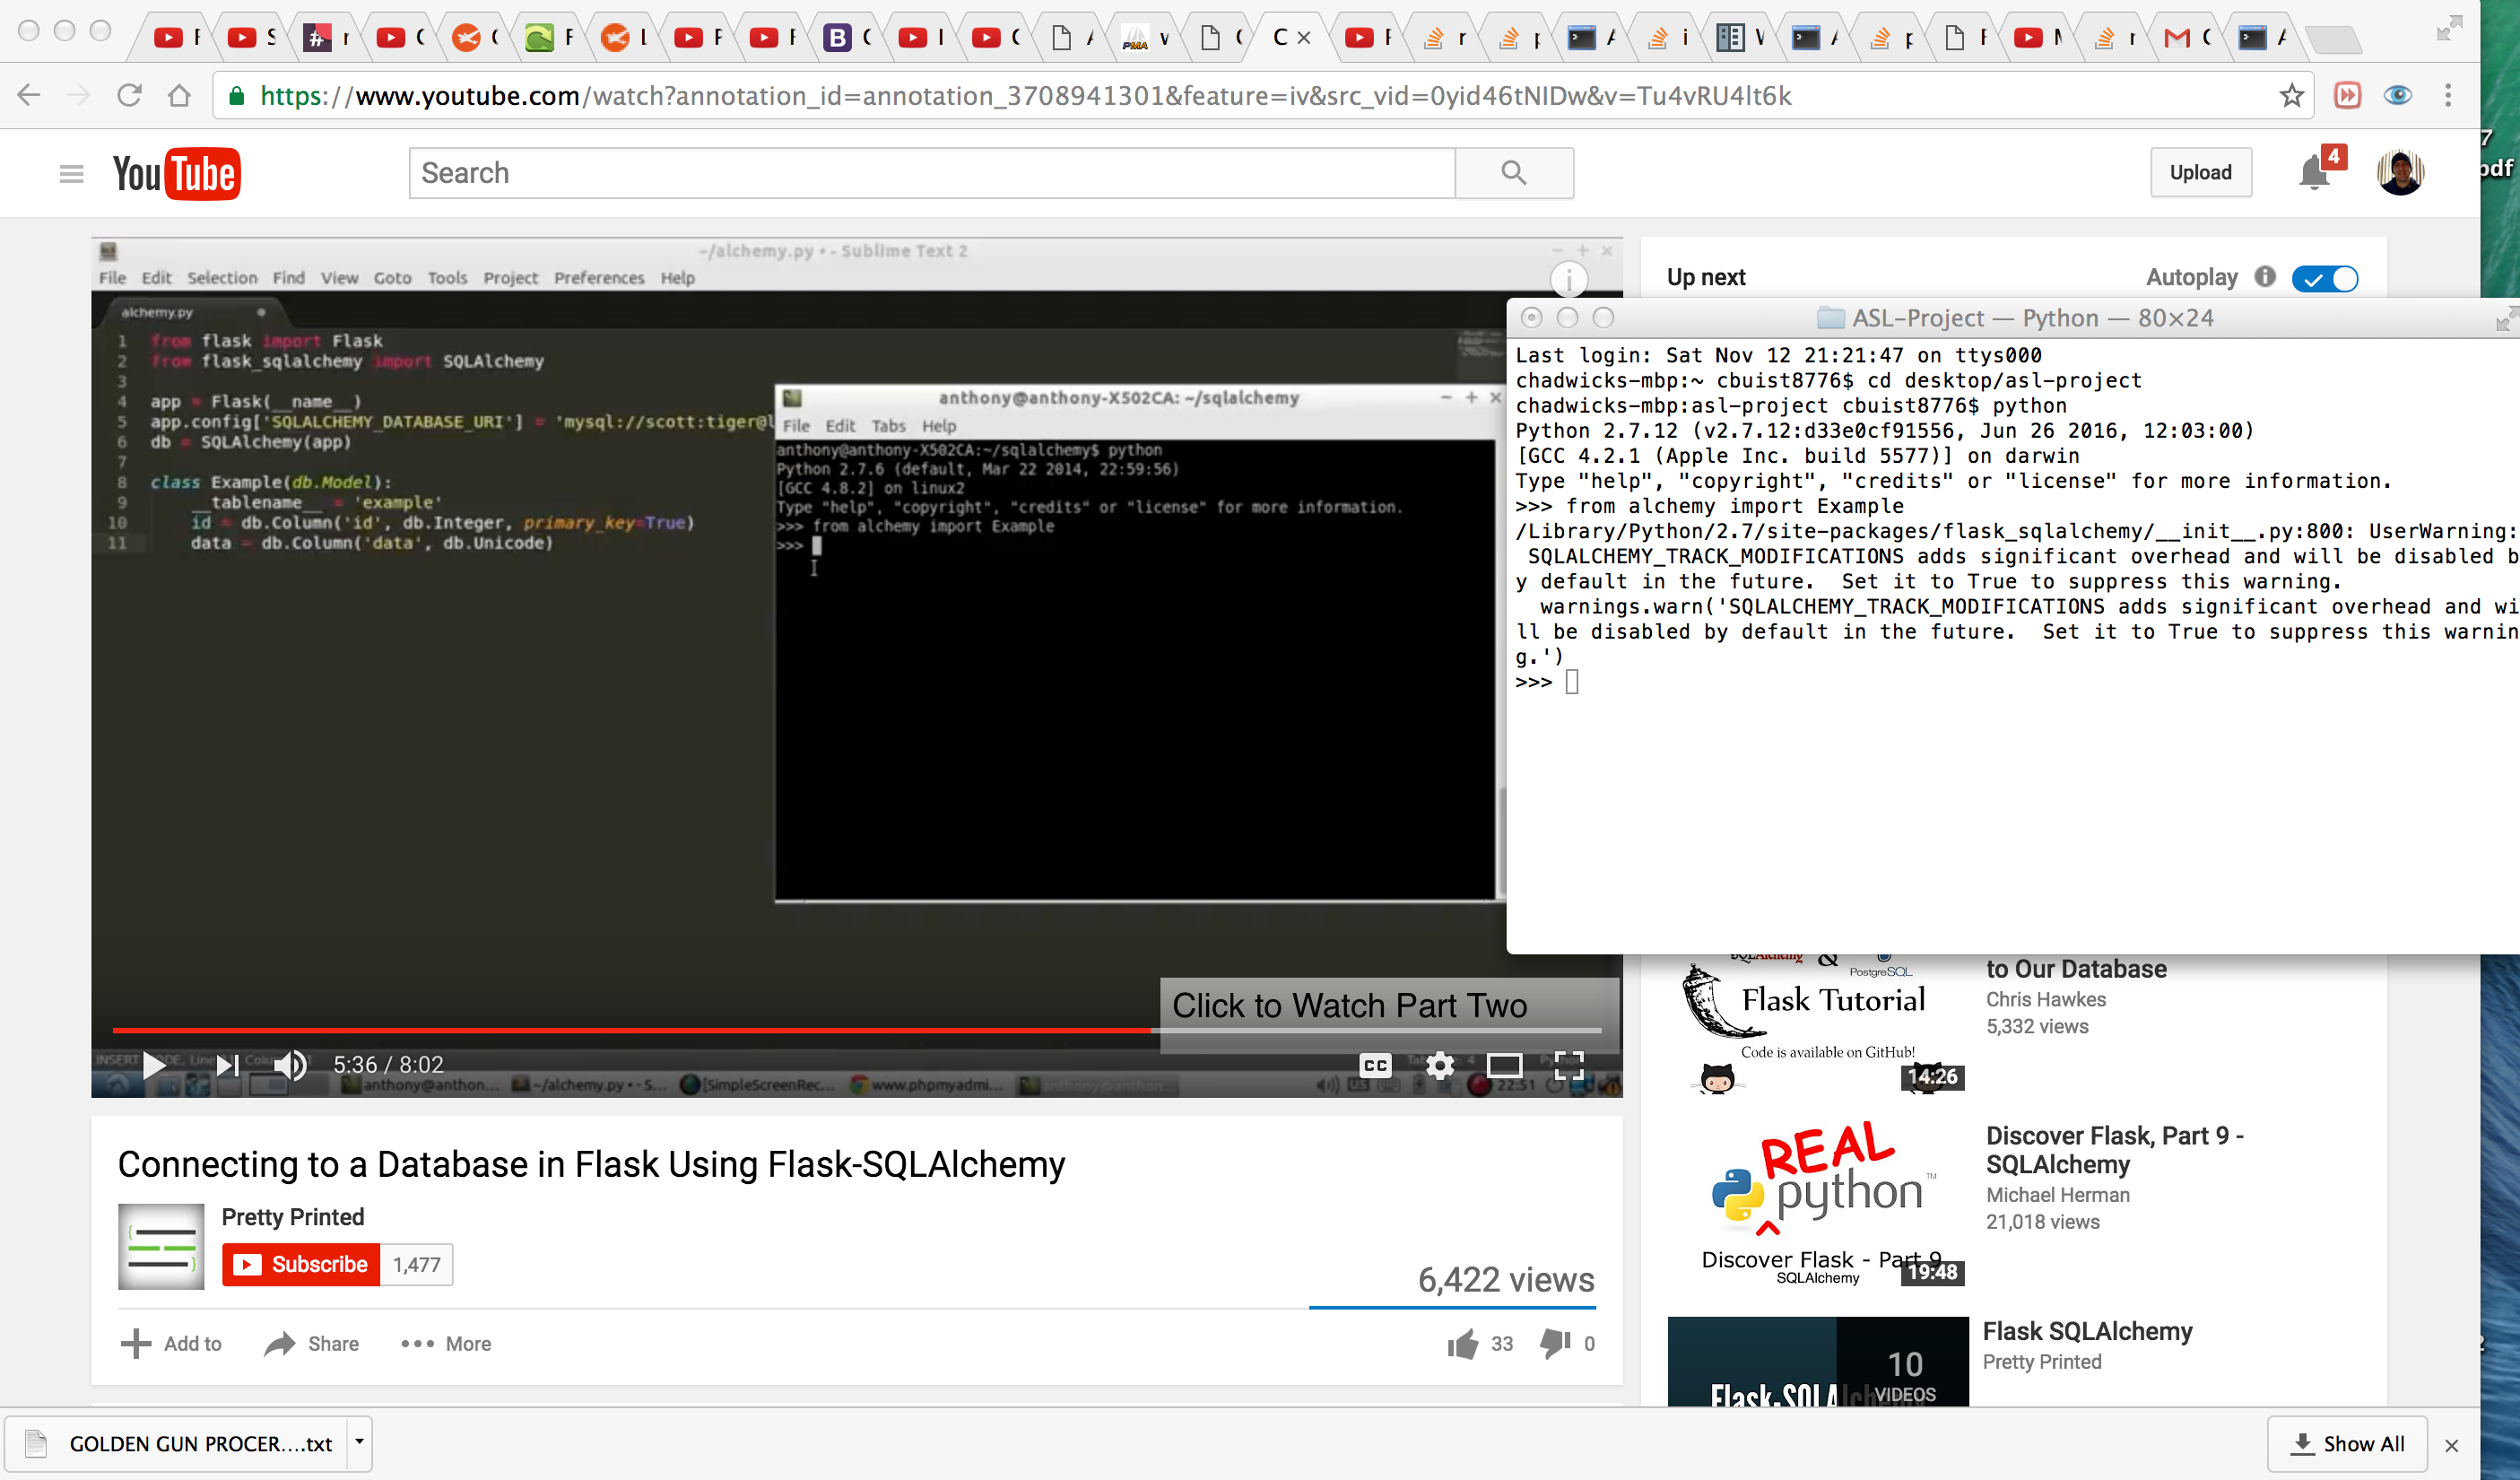 https://www.youtube.com/watch?annotation_id=annotation_3708941301&feature=iv&src_vid=0yid46tNIDw&v=Tu4vRU4lt6k
YouTube
Search
Upload
4
7
pdf
~/alchemy.py • - Sublime Text 2
File Edit Selection Find View Goto Tools Project Preferences Help
alchemy.py
1 from flask import Flask
2 from flask_sqlalchemy import SQLAlchemy
3
4 app = Flask(__name__)
5 app.config['SQLALCHEMY_DATABASE_URI'] = 'mysql://scott:tiger@l
6 db = SQLAlchemy(app)
7
8 class Example(db.Model):
9 __tablename__ = 'example'
10 id = db.Column('id', db.Integer, primary_key=True)
11 data = db.Column('data', db.Unicode)
anthony@anthony-X502CA: ~/sqlalchemy
File Edit Tabs Help
anthony@anthony-X502CA:~/sqlalchemy$ python
Python 2.7.6 (default, Mar 22 2014, 22:59:56)
[GCC 4.8.2] on linux2
Type "help", "copyright", "credits" or "license" for more information.
>>> from alchemy import Example
>>>
Click to Watch Part Two
5:36 / 8:02
CC
anthony@anthon... ~/alchemy.py • - S... [SimpleScreenRec... www.phpmyadmi... 22:51
Up next
Autoplay
ASL-Project — Python — 80×24
Last login: Sat Nov 12 21:21:47 on ttys000
chadwicks-mbp:~ cbuist8776$ cd desktop/asl-project
chadwicks-mbp:asl-project cbuist8776$ python
Python 2.7.12 (v2.7.12:d33e0cf91556, Jun 26 2016, 12:03:00)
[GCC 4.2.1 (Apple Inc. build 5577)] on darwin
Type "help", "copyright", "credits" or "license" for more information.
>>> from alchemy import Example
/Library/Python/2.7/site-packages/flask_sqlalchemy/__init__.py:800: UserWarning:
SQLALCHEMY_TRACK_MODIFICATIONS adds significant overhead and will be disabled b
y default in the future.  Set it to True to suppress this warning.
warnings.warn('SQLALCHEMY_TRACK_MODIFICATIONS adds significant overhead and wi
ll be disabled by default in the future.  Set it to True to suppress this warnin
g.')
>>>
Connecting to a Database in Flask Using Flask-SQLAlchemy
Pretty Printed
Subscribe 1,477
6,422 views
Add to
Share
More
33
0
& PostgreSQL
Flask Tutorial
Code is available on GitHub!
14:26
to Our Database
Chris Hawkes
5,332 views
REAL
python
Discover Flask - Part 9
SQLAlchemy
19:48
Discover Flask, Part 9 -
SQLAlchemy
Michael Herman
21,018 views
10
VIDEOS
Flask SQLAlchemy
Pretty Printed
GOLDEN GUN PROCER....txt
Show All